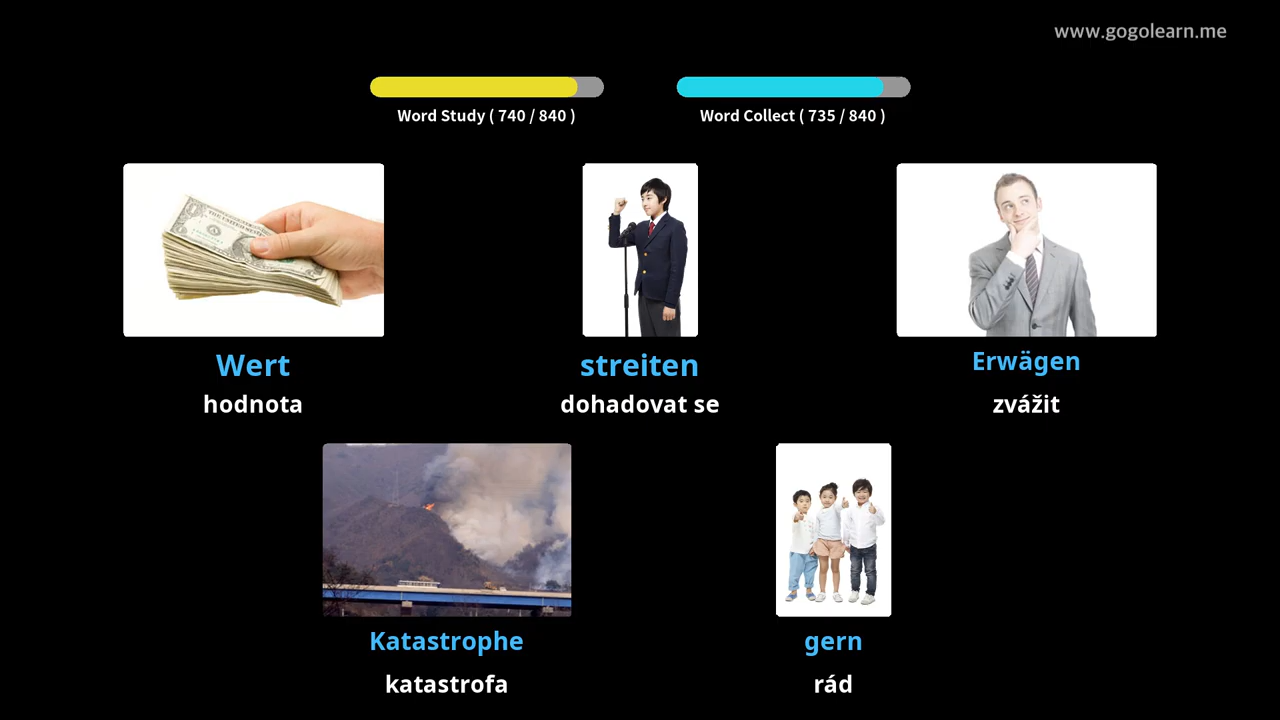 www.gogolearn.me
Word Study ( 740 / 840 )
Word Collect ( 735 / 840 )
Wert
hodnota
streiten
dohadovat se
Erwägen
zvážit
Katastrophe
katastrofa
gern
rád